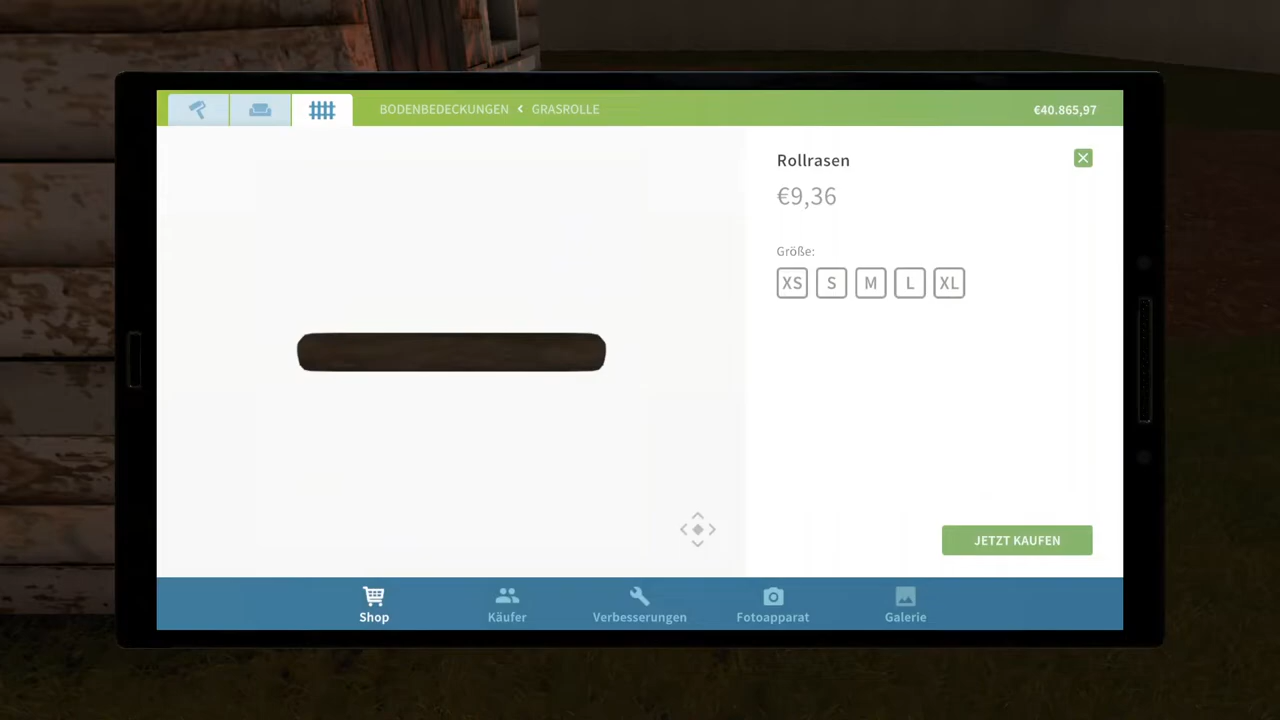 BODENBEDECKUNGEN < GRASROLLE
€40.865,97
Rollrasen
€9,36
Größe:
XS S M L XL
JETZT KAUFEN
Shop Käufer Verbesserungen Fotoapparat Galerie